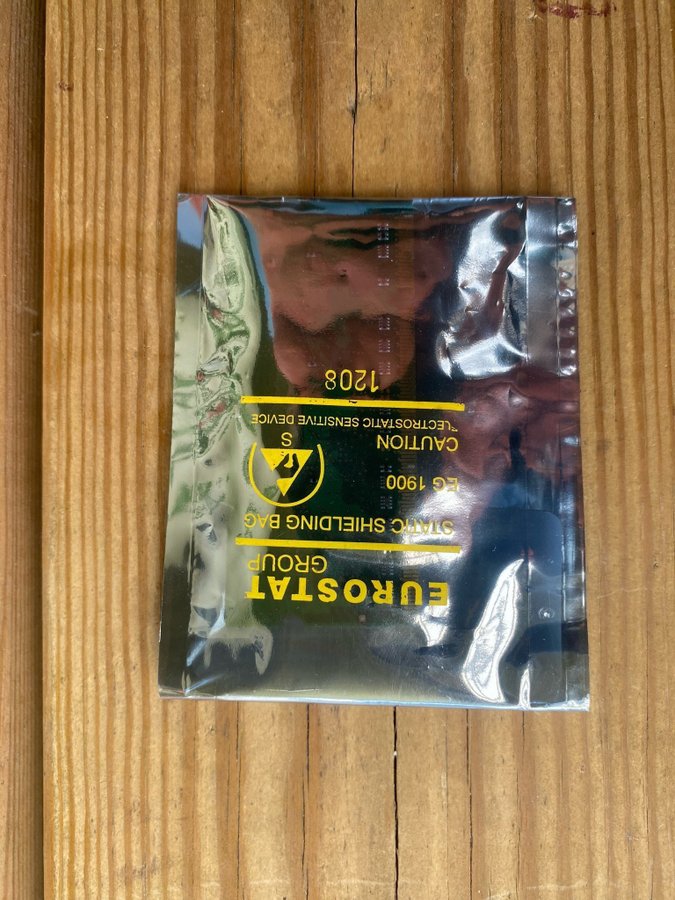 EUROSTAT
GROUP
STATIC SHIELDING BAG
EG 1900
CAUTION
ELECTROSTATIC SENSITIVE DEVICE
S
1208